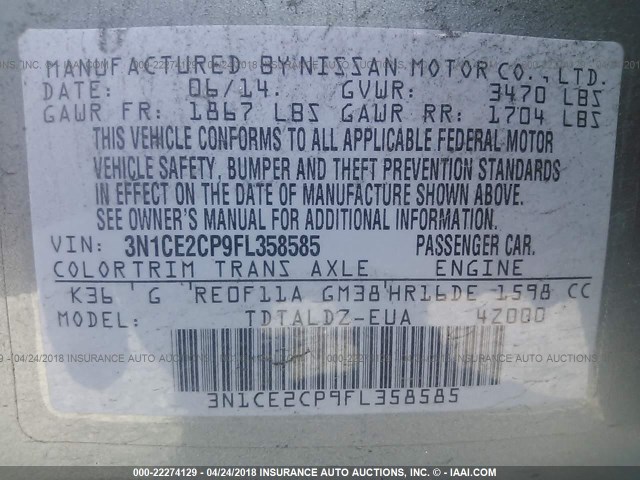 MANUFACTURED BY NISSAN MOTOR CO., LTD.
DATE: 06/14. GVWR: 3470 LBS
GAWR FR: 1867 LBS GAWR RR: 1704 LBS
THIS VEHICLE CONFORMS TO ALL APPLICABLE FEDERAL MOTOR
VEHICLE SAFETY, BUMPER AND THEFT PREVENTION STANDARDS
IN EFFECT ON THE DATE OF MANUFACTURE SHOWN ABOVE.
SEE OWNER'S MANUAL FOR ADDITIONAL INFORMATION.
VIN: 3N1CE2CP9FL358585 PASSENGER CAR.
COLOR TRIM TRANS AXLE ENGINE
K36 G RE0F11A GM38 HR16DE 1598 CC
MODEL: TDTALDZ-EUA 4Z000
3N1CE2CP9FL358585
000-22274129 - 04/24/2018 INSURANCE AUTO AUCTIONS, INC. - IAAI.COM